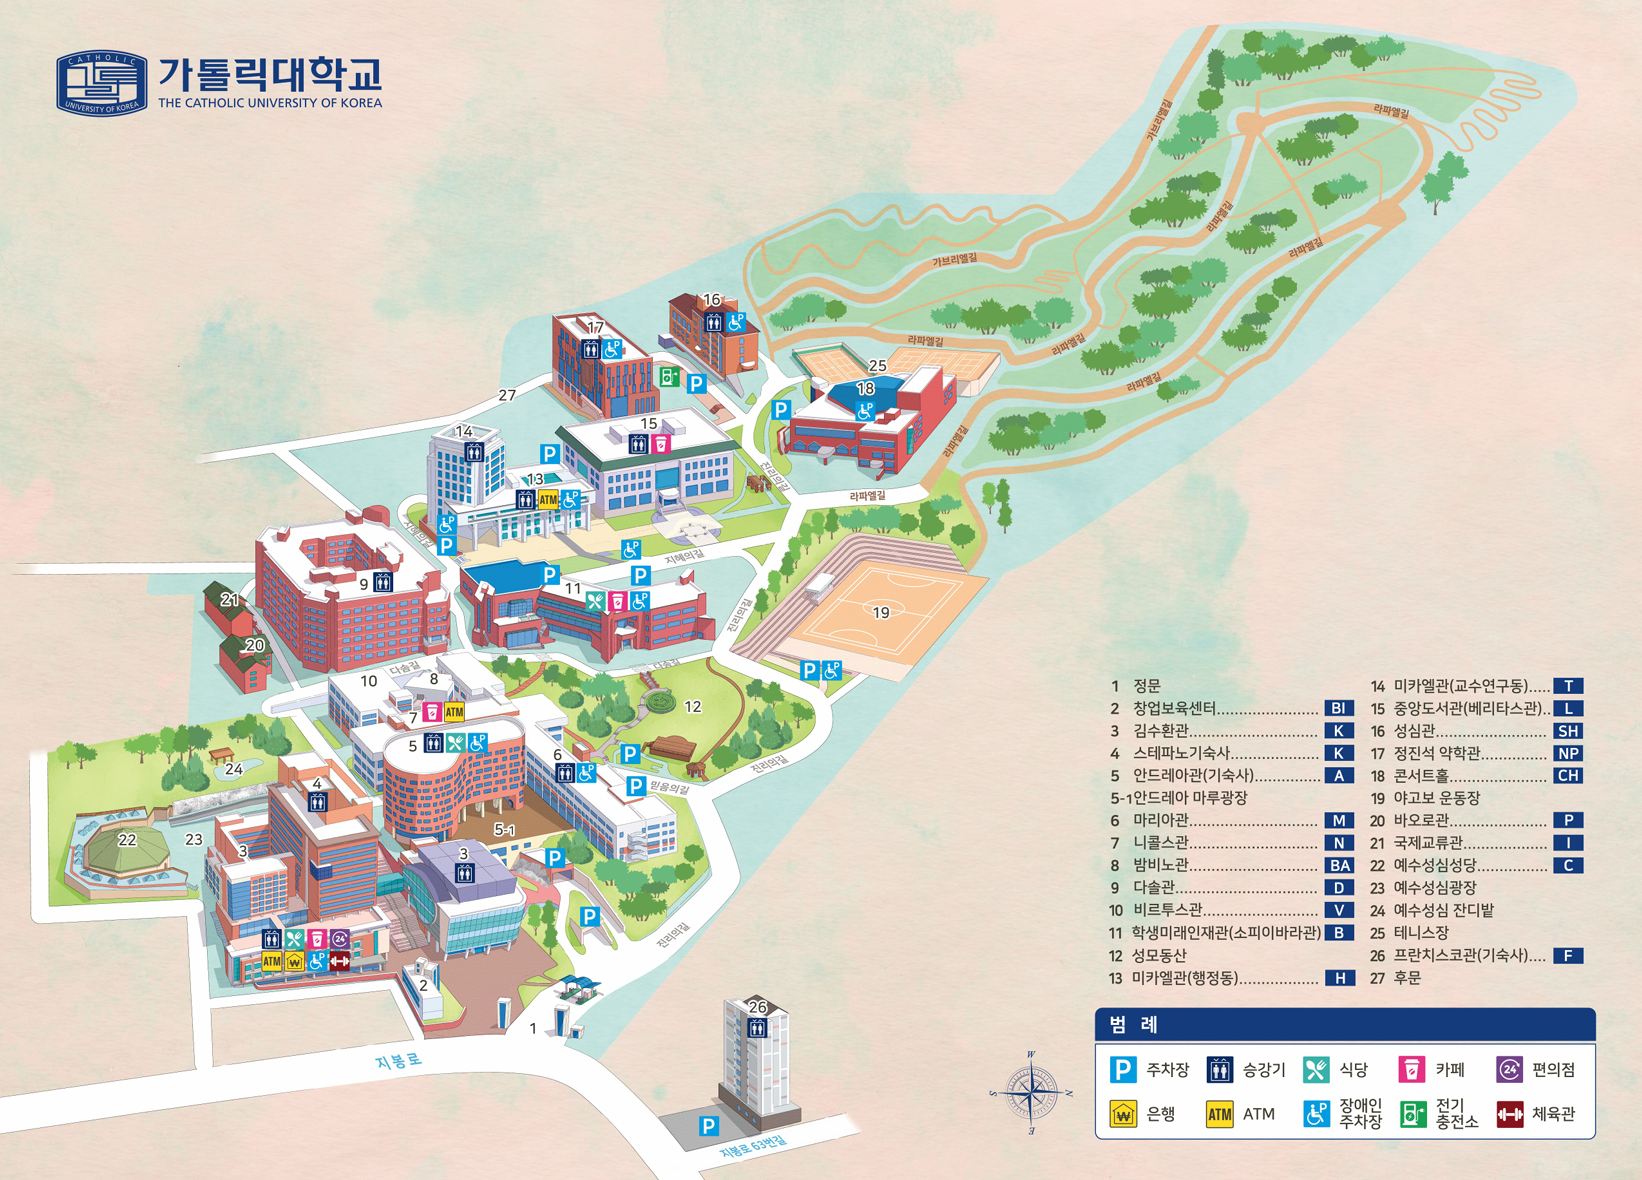 CATHOLIC
UNIVERSITY OF KOREA
가톨릭대학교
THE CATHOLIC UNIVERSITY OF KOREA
가브리엘길
라파엘길
라파엘길
가브리엘길
라파엘길
라파엘길
라파엘길
라파엘길
라파엘길
라파엘길
16
17
27
25
18
14
15
13
ATM
진리의길
지혜의길
지혜의길
9
11
21
20
진리의길
19
다솔길
다솔길
10
8
7
ATM
12
5
6
24
4
진리의길
믿음의길
5-1
22
23
3
3
진리의길
24
ATM
2
1
26
지봉로
지봉로 63번길
P
W
S
N
E
1 정문
2 창업보육센터 BI
3 김수환관 K
4 스테파노기숙사 K
5 안드레아관(기숙사) A
5-1 안드레아 마루광장
6 마리아관 M
7 니콜스관 N
8 밤비노관 BA
9 다솔관 D
10 비르투스관 V
11 학생미래인재관(소피이바라관) B
12 성모동산
13 미카엘관(행정동) H
14 미카엘관(교수연구동) T
15 중앙도서관(베리타스관) L
16 성심관 SH
17 정진석 약학관 NP
18 콘서트홀 CH
19 야고보 운동장
20 바오로관 P
21 국제교류관 I
22 예수성심성당 C
23 예수성심광장
24 예수성심 잔디밭
25 테니스장
26 프란치스코관(기숙사) F
27 후문
범 례
P 주차장
승강기
식당
카페
24 편의점
₩ 은행
ATM ATM
P 장애인
주차장
전기
충전소
체육관